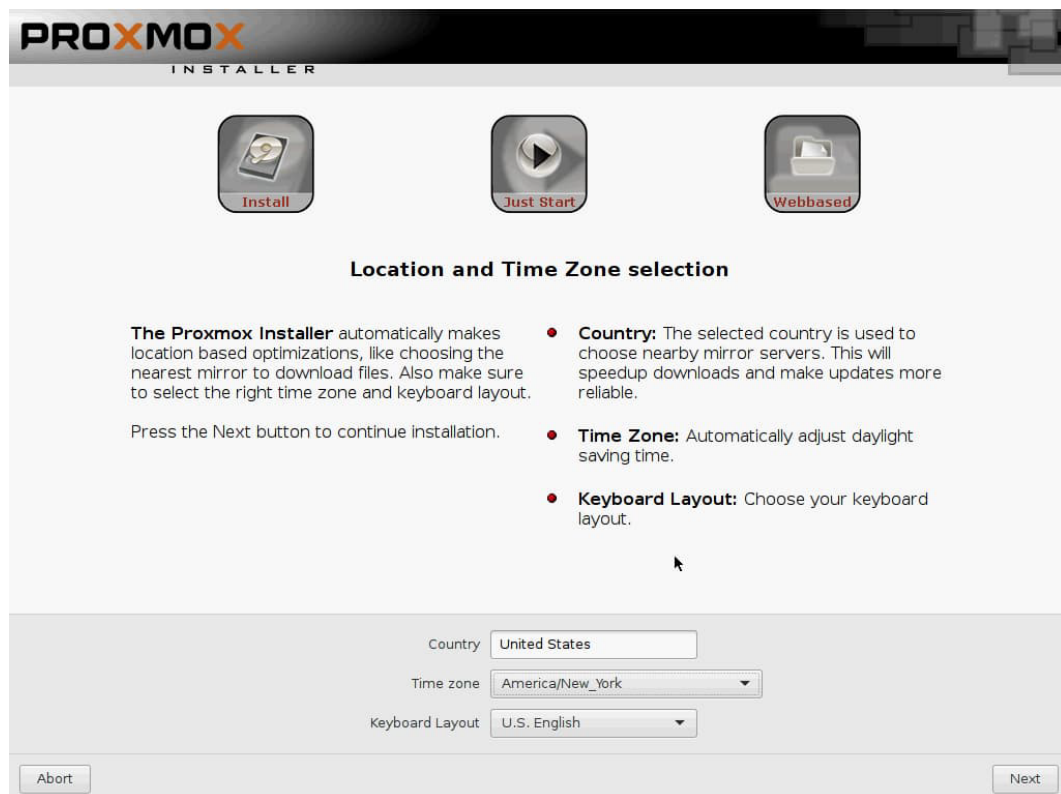 PROXMOX
INSTALLER
Install
Just Start
Webbased
Location and Time Zone selection
The Proxmox Installer automatically makes
location based optimizations, like choosing the
nearest mirror to download files. Also make sure
to select the right time zone and keyboard layout.
Press the Next button to continue installation.
Country: The selected country is used to
choose nearby mirror servers. This will
speedup downloads and make updates more
reliable.
Time Zone: Automatically adjust daylight
saving time.
Keyboard Layout: Choose your keyboard
layout.
Country United States
Time zone America/New_York
Keyboard Layout U.S. English
Abort Next